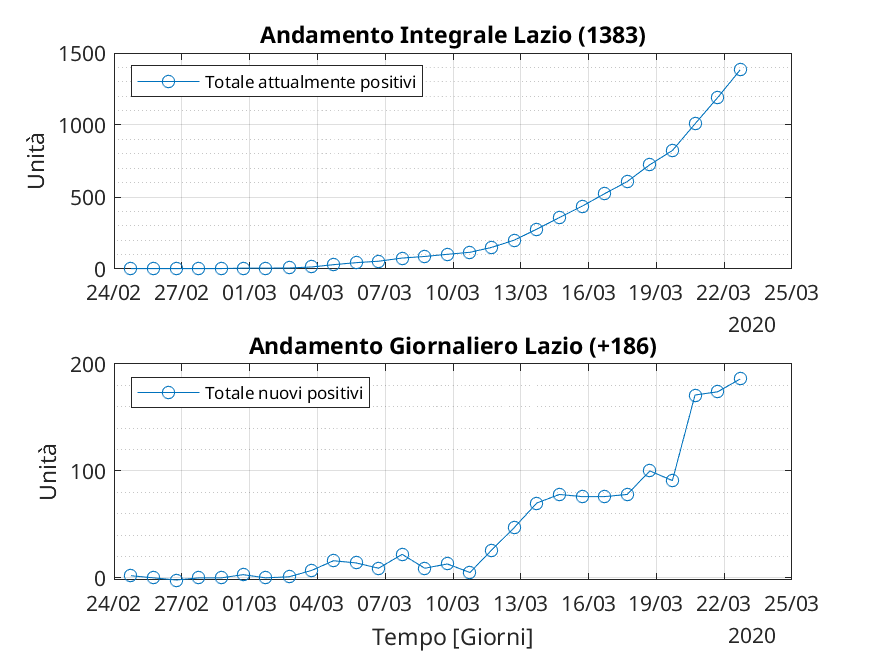 Andamento Integrale Lazio (1383)
1500
1000
500
0
Unità
Totale attualmente positivi
24/02 27/02 01/03 04/03 07/03 10/03 13/03 16/03 19/03 22/03 25/03
2020
Andamento Giornaliero Lazio (+186)
200
100
0
Unità
Totale nuovi positivi
24/02 27/02 01/03 04/03 07/03 10/03 13/03 16/03 19/03 22/03 25/03
Tempo [Giorni]
2020